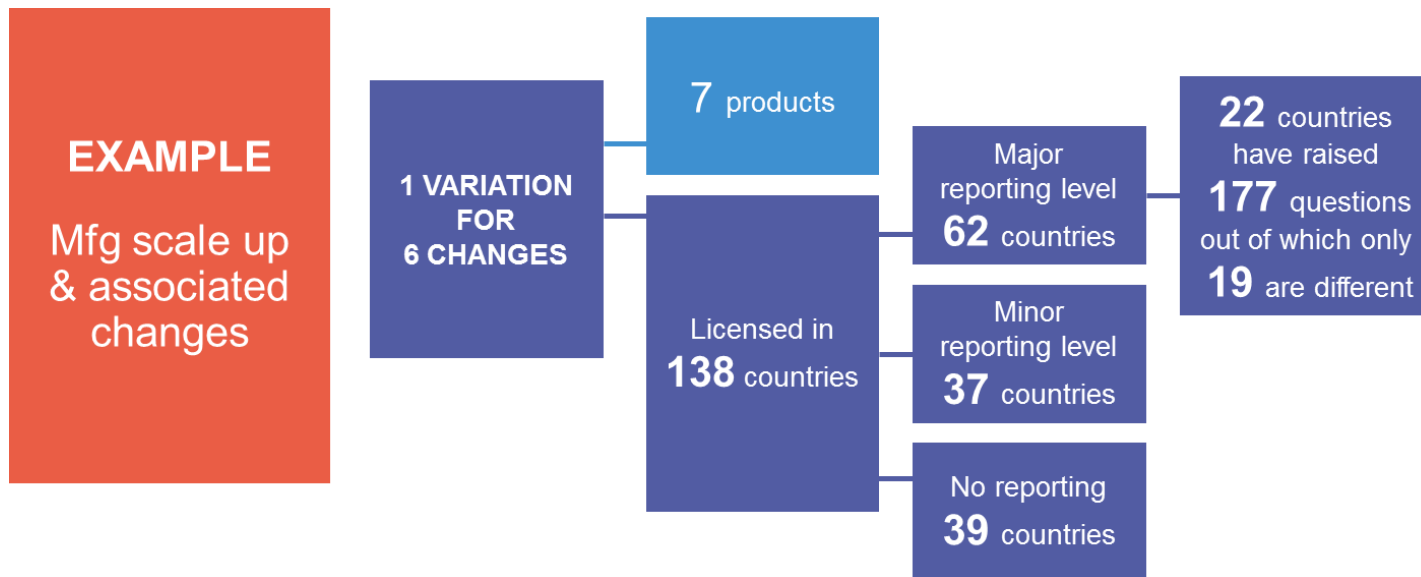 EXAMPLE
Mfg scale up
& associated
changes
1 VARIATION
FOR
6 CHANGES
7 products
Licensed in
138 countries
Major
reporting level
62 countries
Minor
reporting level
37 countries
No reporting
39 countries
22 countries
have raised
177 questions
out of which only
19 are different